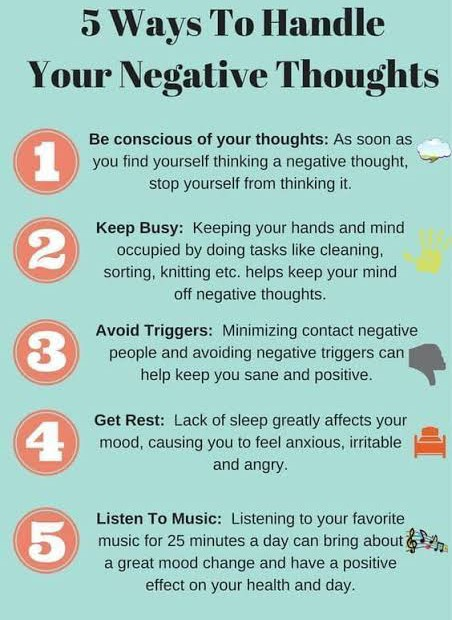 5 Ways To Handle
Your Negative Thoughts
1
Be conscious of your thoughts: As soon as
you find yourself thinking a negative thought,
stop yourself from thinking it.
2
Keep Busy: Keeping your hands and mind
occupied by doing tasks like cleaning,
sorting, knitting etc. helps keep your mind
off negative thoughts.
3
Avoid Triggers: Minimizing contact negative
people and avoiding negative triggers can
help keep you sane and positive.
4
Get Rest: Lack of sleep greatly affects your
mood, causing you to feel anxious, irritable
and angry.
5
Listen To Music: Listening to your favorite
music for 25 minutes a day can bring about
a great mood change and have a positive
effect on your health and day.